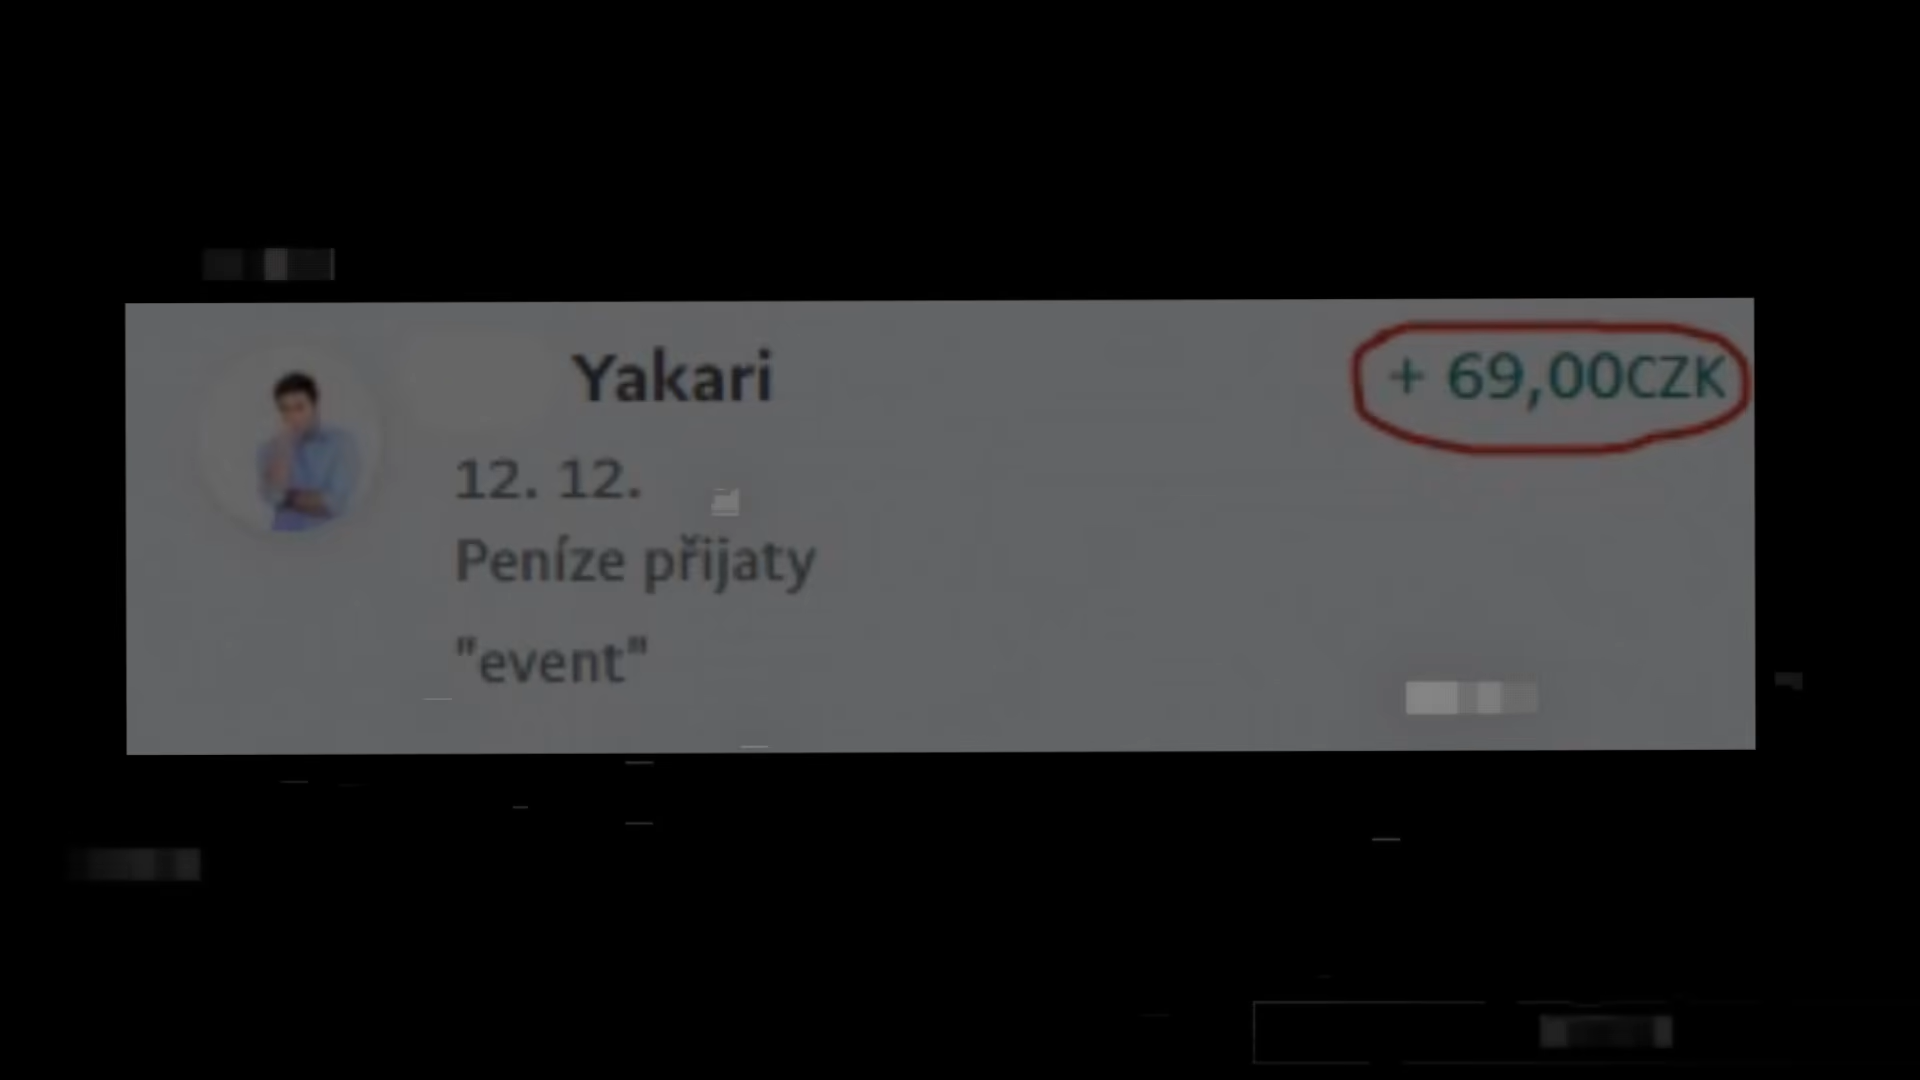 Yakari + 69,00CZK
12. 12.
Peníze přijaty
"event"